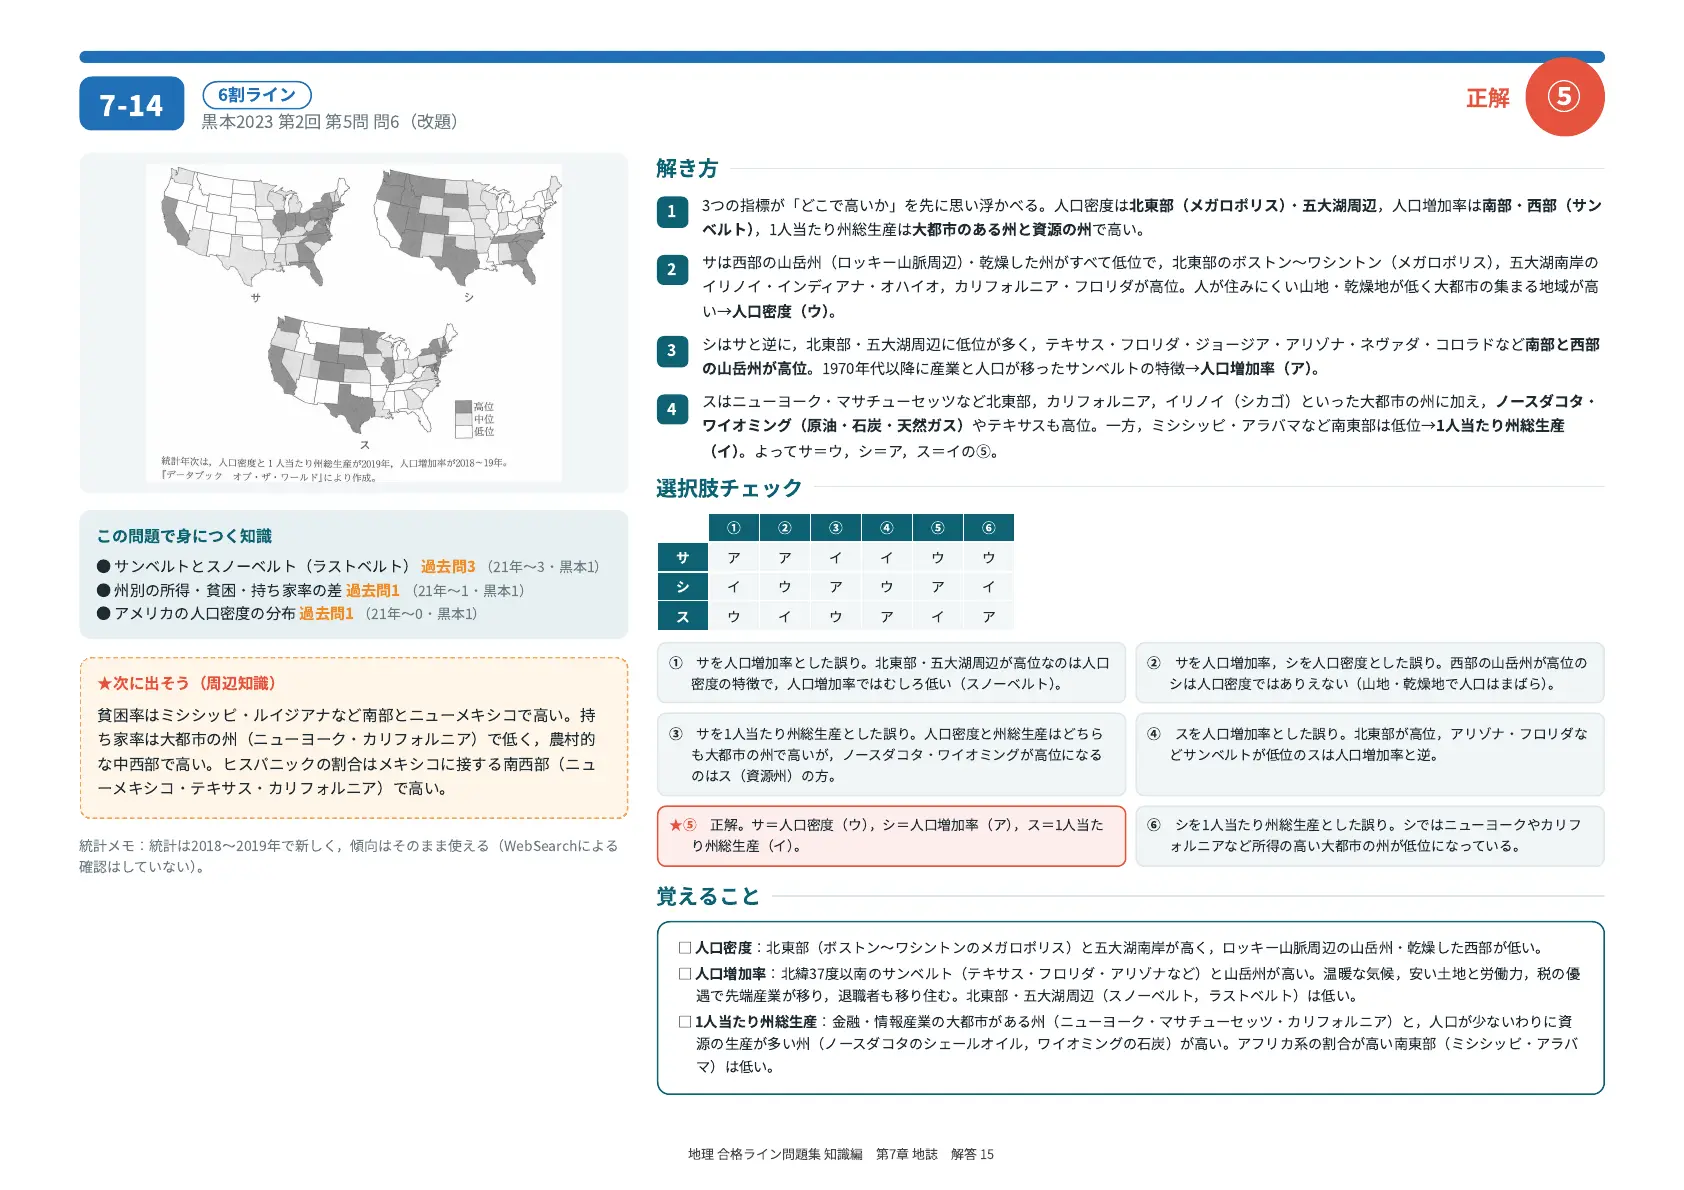 7-14
6割ライン
黒本2023 第2回 第5問 問6（改題）
正解 ⑤
サ
シ
ス
高位
中位
低位
統計年次は，人口密度と1人当たり州総生産が2019年，人口増加率が2018～19年。
『データブック オブ・ザ・ワールド』により作成。
この問題で身につく知識
●サンベルトとスノーベルト（ラストベルト） 過去問3 （21年～3・黒本1）
●州別の所得・貧困・持ち家率の差 過去問1 （21年～1・黒本1）
●アメリカの人口密度の分布 過去問1 （21年～0・黒本1）
★次に出そう（周辺知識）
貧困率はミシシッピ・ルイジアナなど南部とニューメキシコで高い。持
ち家率は大都市の州（ニューヨーク・カリフォルニア）で低く，農村的
な中西部で高い。ヒスパニックの割合はメキシコに接する南西部（ニュ
ーメキシコ・テキサス・カリフォルニア）で高い。
統計メモ：統計は2018～2019年で新しく，傾向はそのまま使える（WebSearchによる
確認はしていない）。
解き方
1 3つの指標が「どこで高いか」を先に思い浮かべる。人口密度は北東部（メガロポリス）・五大湖周辺，人口増加率は南部・西部（サン
ベルト），1人当たり州総生産は大都市のある州と資源の州で高い。
2 サは西部の山岳州（ロッキー山脈周辺）・乾燥した州がすべて低位で，北東部のボストン～ワシントン（メガロポリス），五大湖南岸の
イリノイ・インディアナ・オハイオ，カリフォルニア・フロリダが高位。人が住みにくい山地・乾燥地が低く大都市の集まる地域が高
い→人口密度（ウ）。
3 シはサと逆に，北東部・五大湖周辺に低位が多く，テキサス・フロリダ・ジョージア・アリゾナ・ネヴァダ・コロラドなど南部と西部
の山岳州が高位。1970年代以降に産業と人口が移ったサンベルトの特徴→人口増加率（ア）。
4 スはニューヨーク・マサチューセッツなど北東部，カリフォルニア，イリノイ（シカゴ）といった大都市の州に加え，ノースダコタ・
ワイオミング（原油・石炭・天然ガス）やテキサスも高位。一方，ミシシッピ・アラバマなど南東部は低位→1人当たり州総生産
（イ）。よってサ＝ウ，シ＝ア，ス＝イの⑤。
選択肢チェック
① ② ③ ④ ⑤ ⑥
サ ア ア イ イ ウ ウ
シ イ ウ ア ウ ア イ
ス ウ イ ウ ア イ ア
① サを人口増加率とした誤り。北東部・五大湖周辺が高位なのは人口
密度の特徴で，人口増加率ではむしろ低い（スノーベルト）。
② サを人口増加率，シを人口密度とした誤り。西部の山岳州が高位の
シは人口密度ではありえない（山地・乾燥地で人口はまばら）。
③ サを1人当たり州総生産とした誤り。人口密度と州総生産はどちら
も大都市の州で高いが，ノースダコタ・ワイオミングが高位になる
のはス（資源州）の方。
④ スを人口増加率とした誤り。北東部が高位，アリゾナ・フロリダな
どサンベルトが低位のスは人口増加率と逆。
★⑤ 正解。サ＝人口密度（ウ），シ＝人口増加率（ア），ス＝1人当た
り州総生産（イ）。
⑥ シを1人当たり州総生産とした誤り。シではニューヨークやカリフ
ォルニアなど所得の高い大都市の州が低位になっている。
覚えること
□ 人口密度：北東部（ボストン～ワシントンのメガロポリス）と五大湖南岸が高く，ロッキー山脈周辺の山岳州・乾燥した西部が低い。
□ 人口増加率：北緯37度以南のサンベルト（テキサス・フロリダ・アリゾナなど）と山岳州が高い。温暖な気候，安い土地と労働力，税の優
遇で先端産業が移り，退職者も移り住む。北東部・五大湖周辺（スノーベルト，ラストベルト）は低い。
□ 1人当たり州総生産：金融・情報産業の大都市がある州（ニューヨーク・マサチューセッツ・カリフォルニア）と，人口が少ないわりに資
源の生産が多い州（ノースダコタのシェールオイル，ワイオミングの石炭）が高い。アフリカ系の割合が高い南東部（ミシシッピ・アラバ
マ）は低い。
地理 合格ライン問題集 知識編 第7章 地誌 解答 15